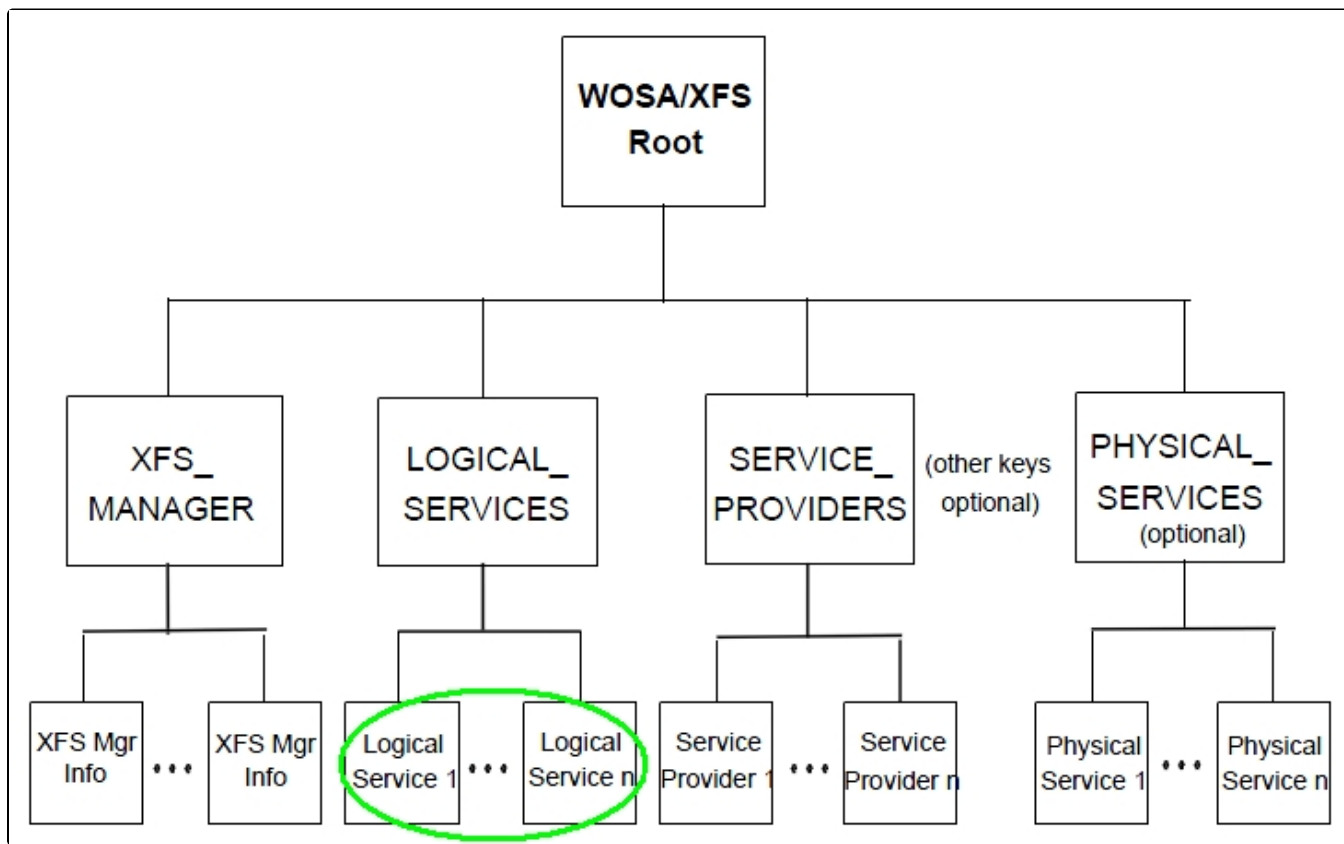 WOSA/XFS
Root
XFS_
MANAGER
LOGICAL_
SERVICES
SERVICE_
PROVIDERS
(other keys
optional)
PHYSICAL_
SERVICES
(optional)
XFS Mgr
Info
•••
XFS Mgr
Info
Logical
Service 1
•••
Logical
Service n
Service
Provider 1
•••
Service
Provider n
Physical
Service 1
•••
Physical
Service n